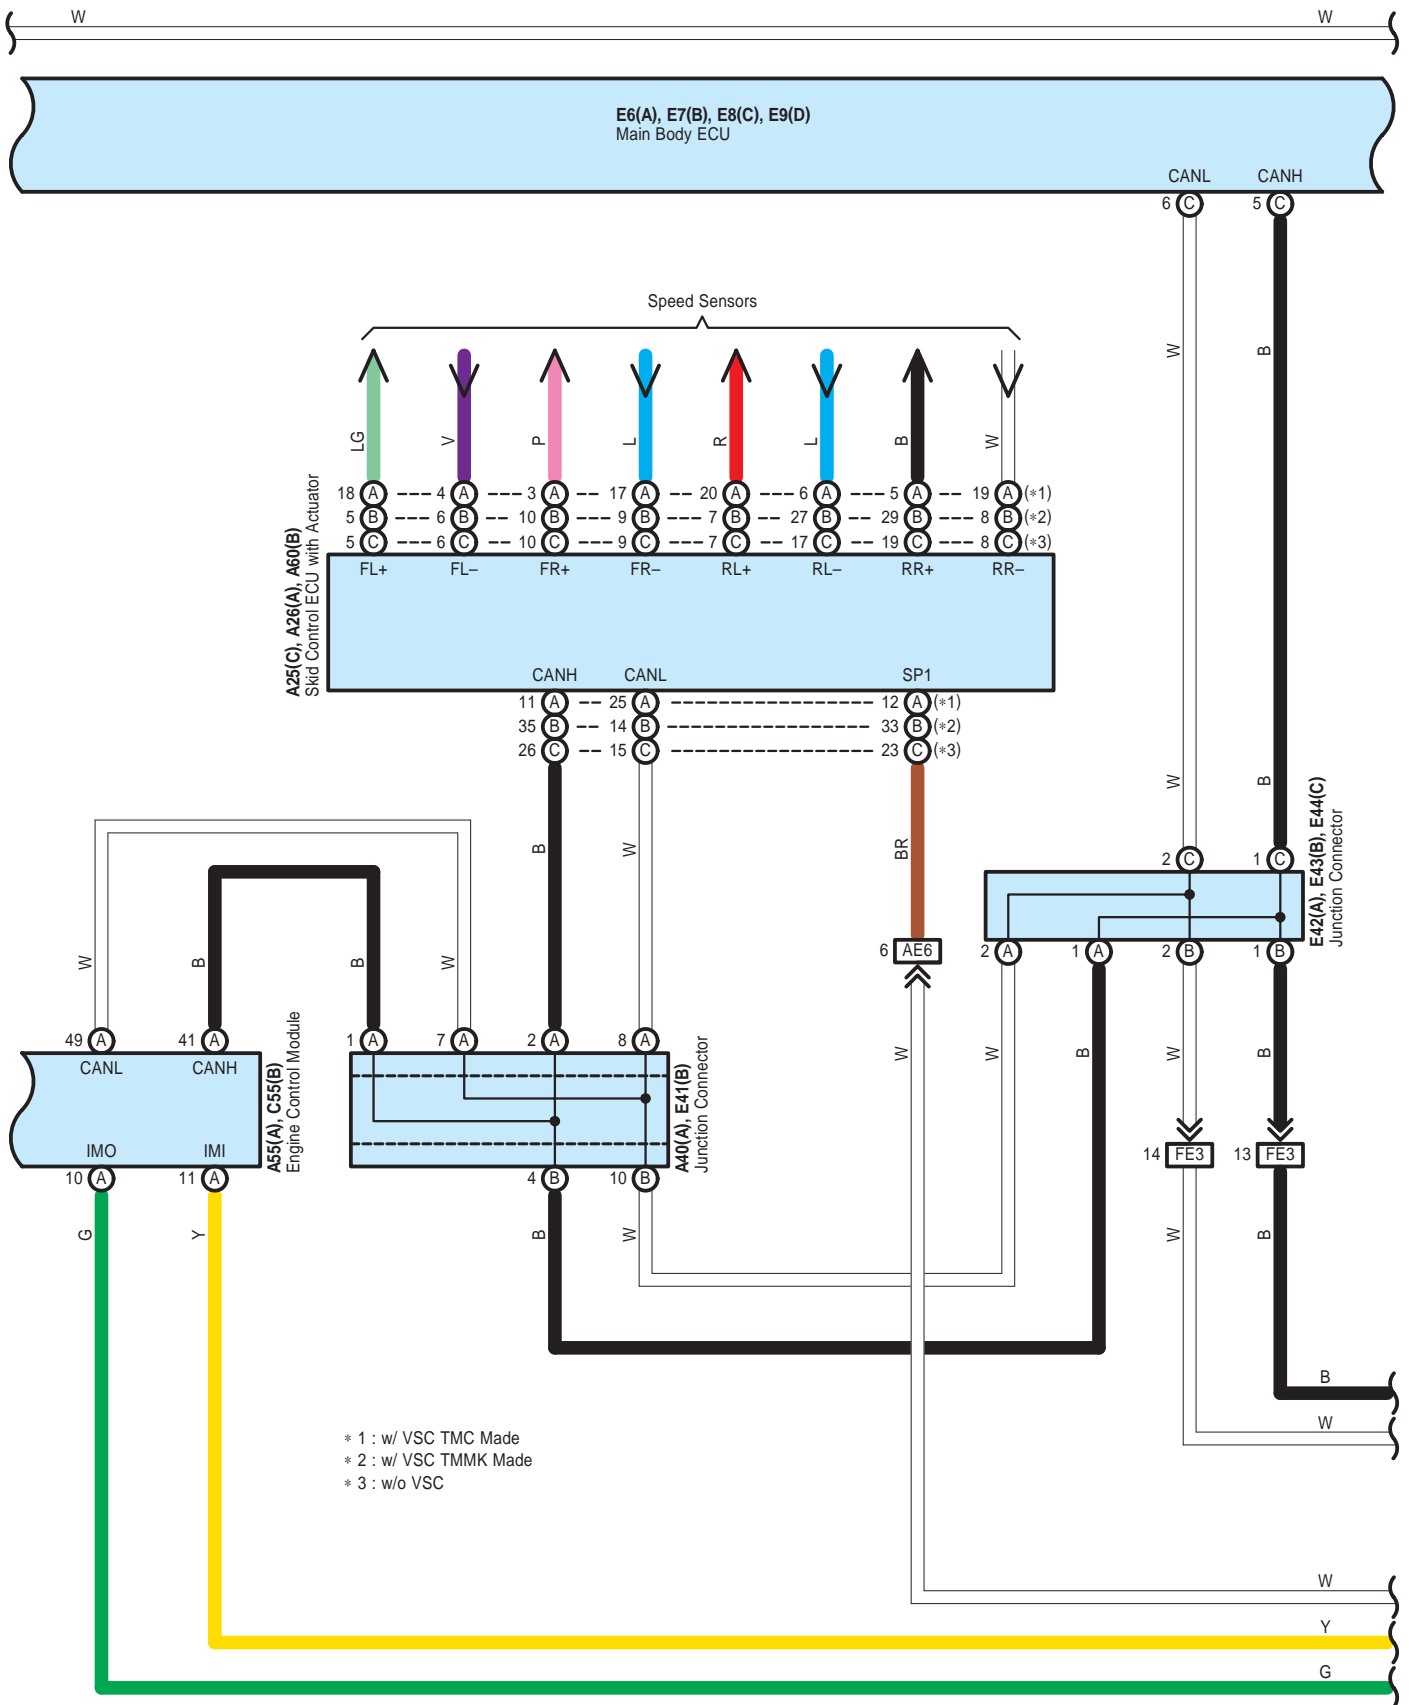 W W
E6(A), E7(B), E8(C), E9(D)
Main Body ECU
CANL CANH
6 C 5 C
Speed Sensors
W B
LG V P L R L B W
18 A 4 A 3 A 17 A 20 A 6 A 5 A 19 A (*1)
5 B 6 B 10 B 9 B 7 B 27 B 29 B 8 B (*2)
5 C 6 C 10 C 9 C 7 C 17 C 19 C 8 C (*3)
FL+ FL– FR+ FR– RL+ RL– RR+ RR–
A25(C), A26(A), A60(B)
Skid Control ECU with Actuator
CANH CANL SP1
11 A 25 A 12 A (*1)
35 B 14 B 33 B (*2)
26 C 15 C 23 C (*3)
W B
B W BR
2 C 1 C
E42(A), E43(B), E44(C)
Junction Connector
6 AE6 2 A 1 A 2 B 1 B
W B B W
49 A 41 A 1 A 7 A 2 A 8 A
W W B W B
CANL CANH
IMO IMI
A55(A), C55(B)
Engine Control Module
A40(A), E41(B)
Junction Connector
14 FE3 13 FE3
10 A 11 A 4 B 10 B
G Y B W W B
B
W
* 1 : w/ VSC TMC Made
* 2 : w/ VSC TMMK Made
* 3 : w/o VSC
W
Y
G